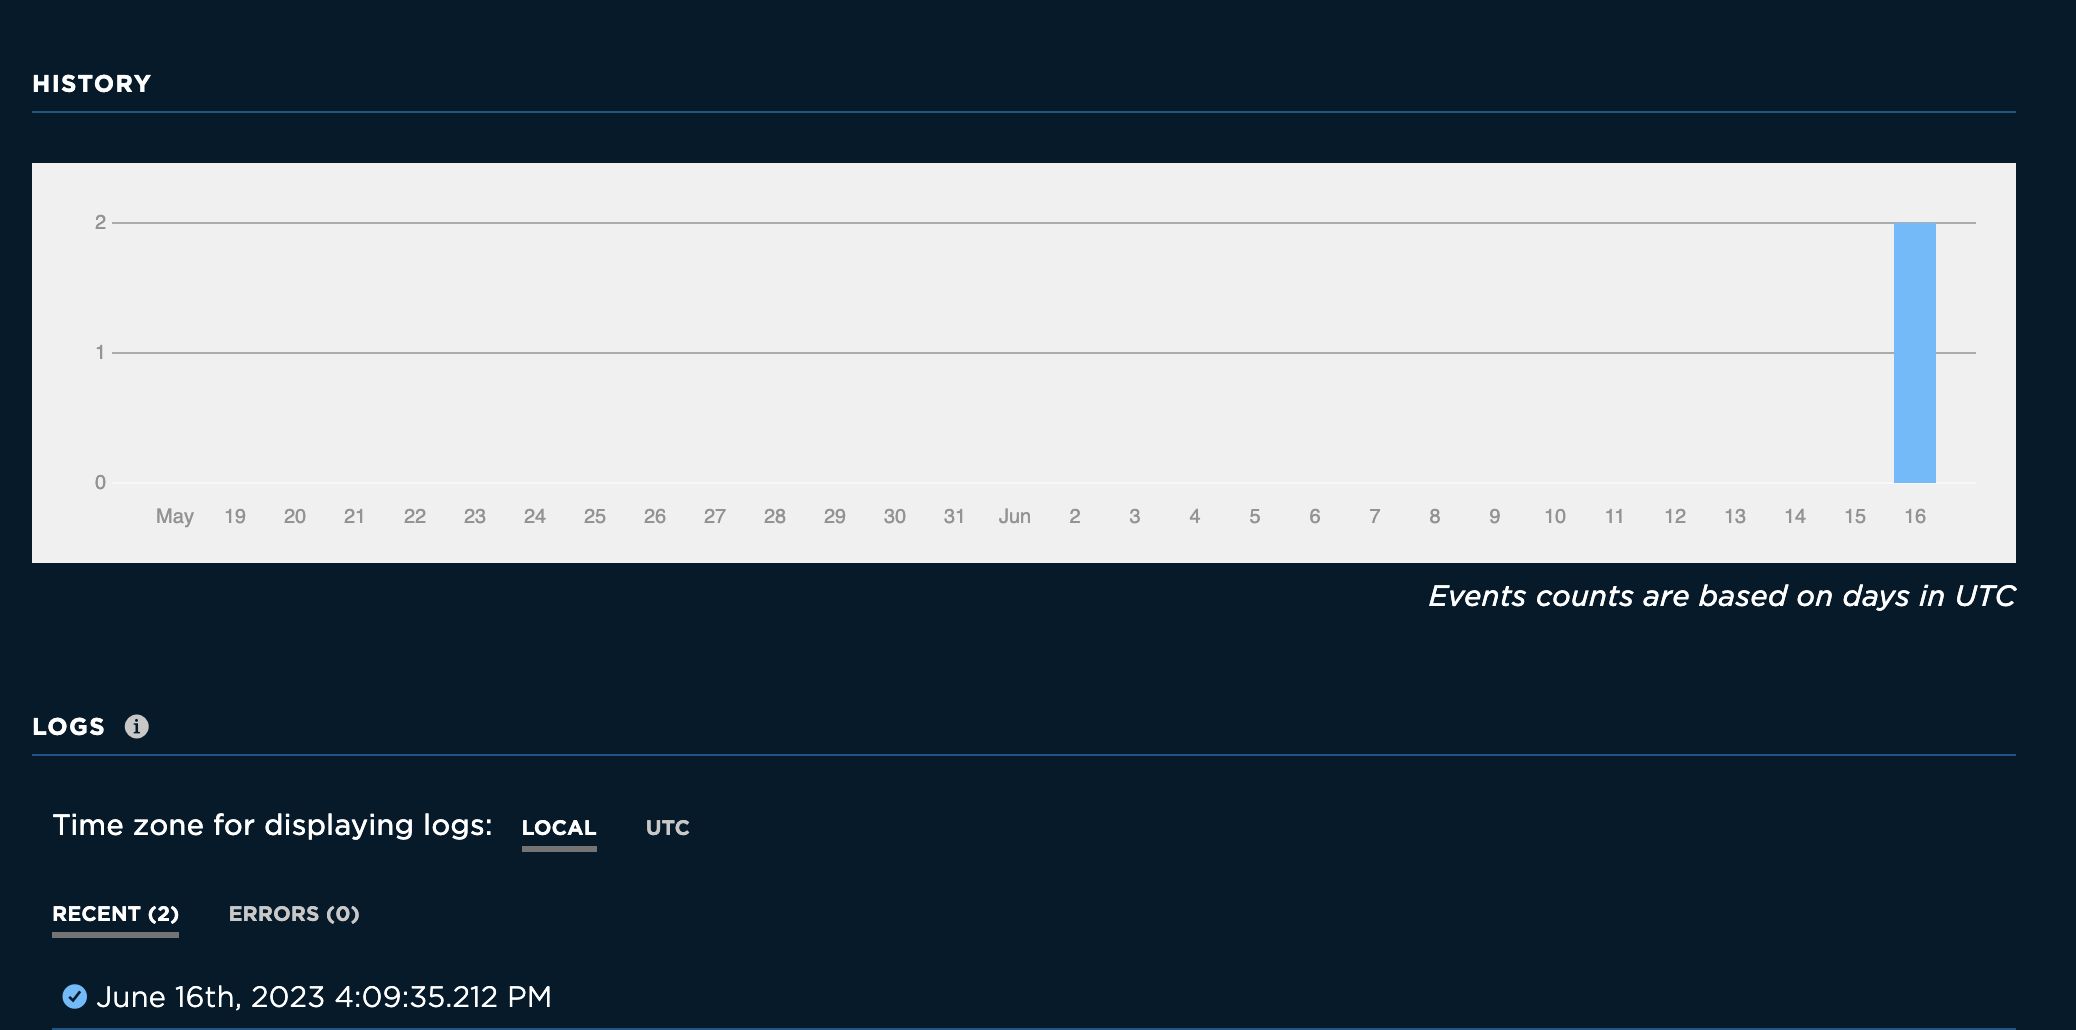 HISTORY
2
1
0
May 19 20 21 22 23 24 25 26 27 28 29 30 31 Jun 2 3 4 5 6 7 8 9 10 11 12 13 14 15 16
Events counts are based on days in UTC
LOGS
Time zone for displaying logs: LOCAL UTC
RECENT (2) ERRORS (0)
June 16th, 2023 4:09:35.212 PM